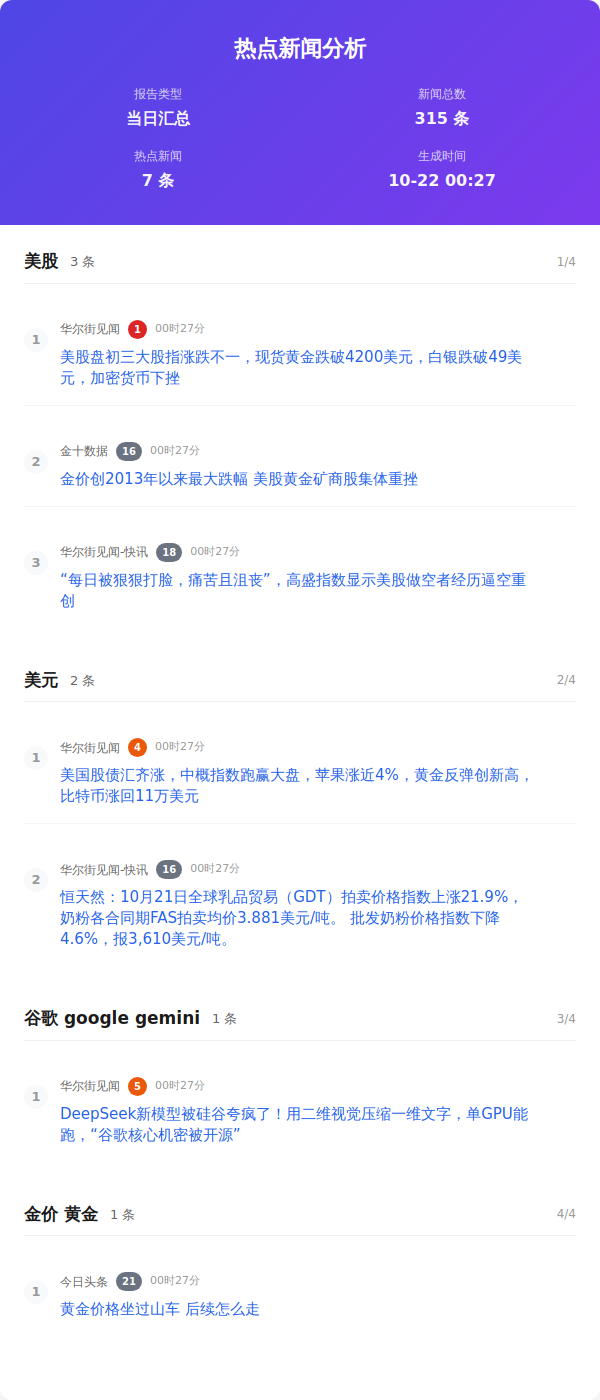 热点新闻分析
报告类型
当日汇总
新闻总数
315 条
热点新闻
7 条
生成时间
10-22 00:27
美股 3 条 1/4
1
华尔街见闻 1 00时27分
美股盘初三大股指涨跌不一，现货黄金跌破4200美元，白银跌破49美
元，加密货币下挫
2
金十数据 16 00时27分
金价创2013年以来最大跌幅 美股黄金矿商股集体重挫
3
华尔街见闻-快讯 18 00时27分
“每日被狠狠打脸，痛苦且沮丧”，高盛指数显示美股做空者经历逼空重
创
美元 2 条 2/4
1
华尔街见闻 4 00时27分
美国股债汇齐涨，中概指数跑赢大盘，苹果涨近4%，黄金反弹创新高，
比特币涨回11万美元
2
华尔街见闻-快讯 16 00时27分
恒天然：10月21日全球乳品贸易（GDT）拍卖价格指数上涨21.9%，
奶粉各合同期FAS拍卖均价3.881美元/吨。 批发奶粉价格指数下降
4.6%，报3,610美元/吨。
谷歌 google gemini 1 条 3/4
1
华尔街见闻 5 00时27分
DeepSeek新模型被硅谷夸疯了！用二维视觉压缩一维文字，单GPU能
跑，“谷歌核心机密被开源”
金价 黄金 1 条 4/4
1
今日头条 21 00时27分
黄金价格坐过山车 后续怎么走